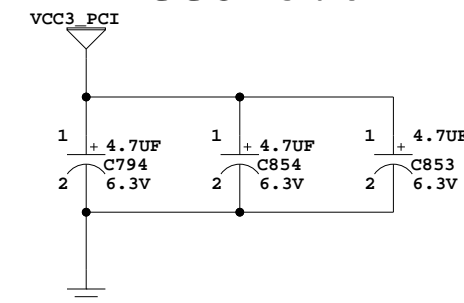 VCC3_PCI
1 + 4.7UF 1 + 4.7UF 1 + 4.7UF
C794 C854 C853
2 6.3V 2 6.3V 2 6.3V